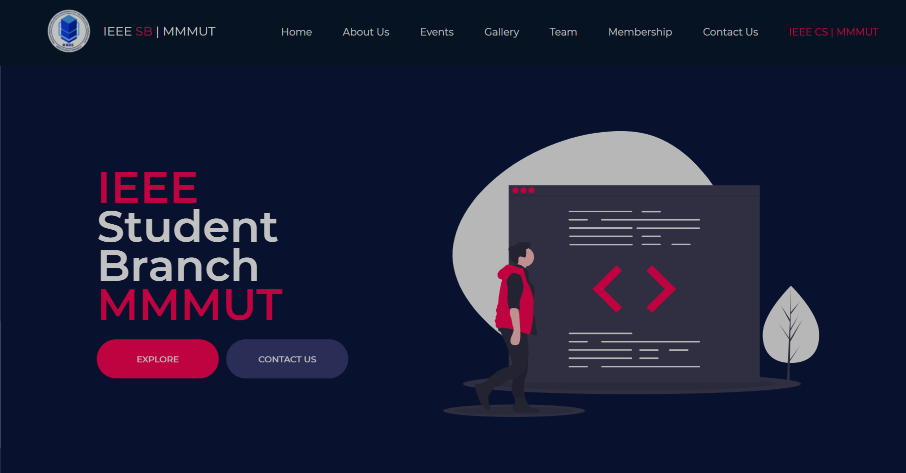 IEEE SB | MMMUT
Home
About Us
Events
Gallery
Team
Membership
Contact Us
IEEE CS | MMMUT
IEEE
Student
Branch
MMMUT
EXPLORE
CONTACT US